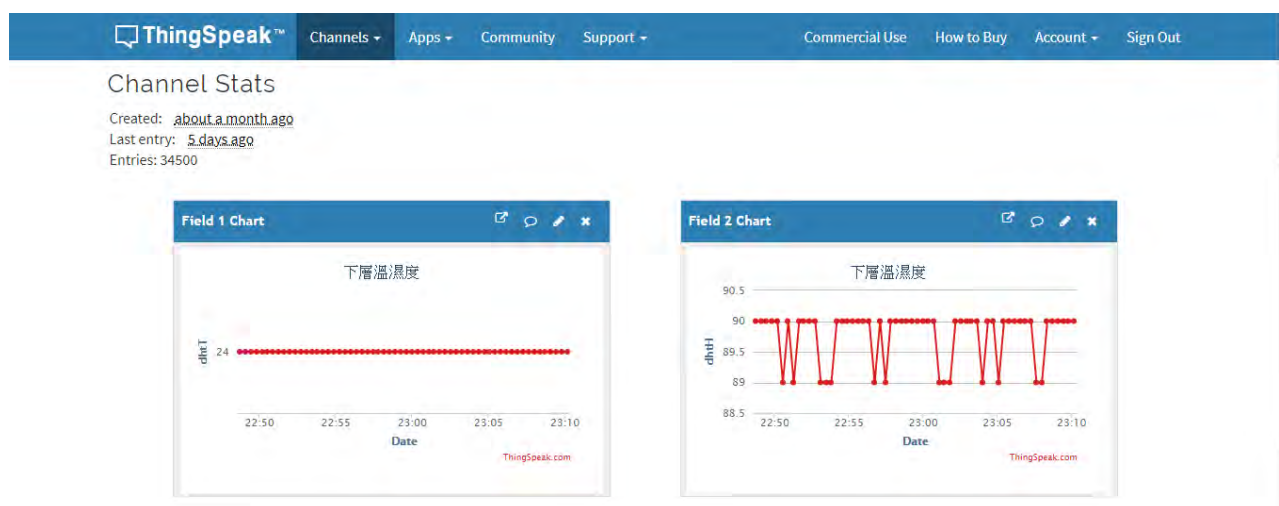 ThingSpeak™ Channels Apps Community Support Commercial Use How to Buy Account Sign Out
Channel Stats
Created: about a month ago
Last entry: 5 days ago
Entries: 34500
Field 1 Chart
下層溫濕度
dhtT
24
22:50 22:55 23:00 23:05 23:10
Date
ThingSpeak.com
Field 2 Chart
下層溫濕度
dhtH
90.5
90
89.5
89
88.5
22:50 22:55 23:00 23:05 23:10
Date
ThingSpeak.com